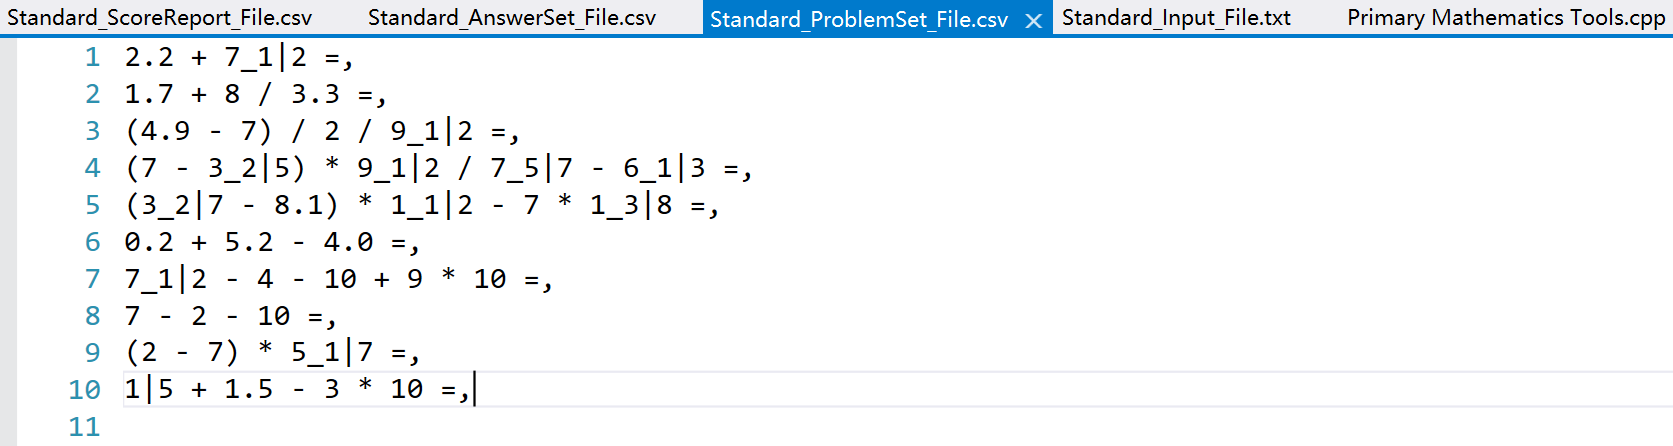 Standard_ScoreReport_File.csv Standard_AnswerSet_File.csv Standard_ProblemSet_File.csv × Standard_Input_File.txt Primary Mathematics Tools.cpp
1 2.2 + 7_1|2 =,
2 1.7 + 8 / 3.3 =,
3 (4.9 - 7) / 2 / 9_1|2 =,
4 (7 - 3_2|5) * 9_1|2 / 7_5|7 - 6_1|3 =,
5 (3_2|7 - 8.1) * 1_1|2 - 7 * 1_3|8 =,
6 0.2 + 5.2 - 4.0 =,
7 7_1|2 - 4 - 10 + 9 * 10 =,
8 7 - 2 - 10 =,
9 (2 - 7) * 5_1|7 =,
10 1|5 + 1.5 - 3 * 10 =,
11